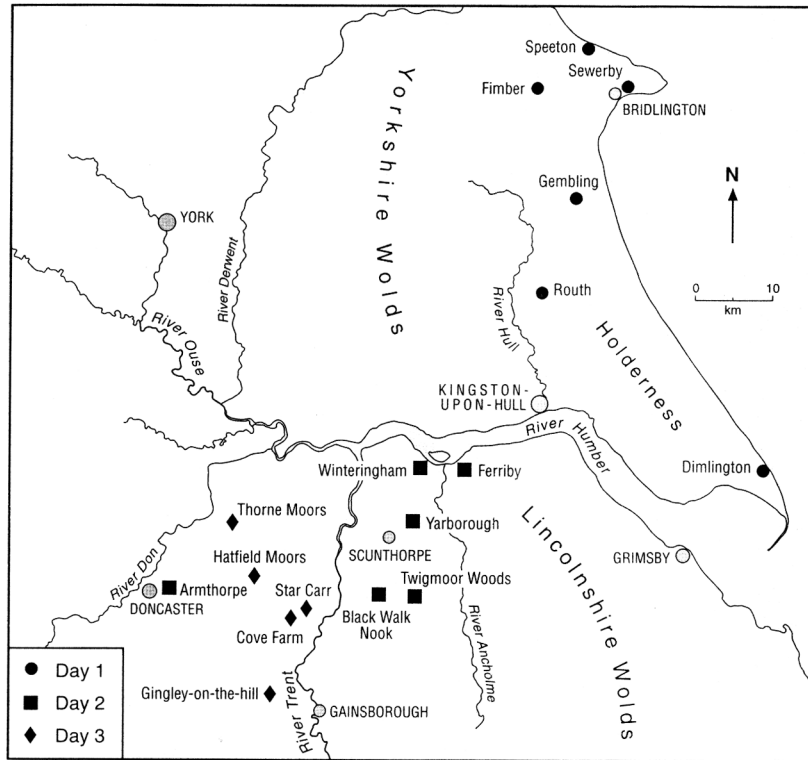 Speeton
Sewerby
Fimber
BRIDLINGTON
Yorkshire Wolds
N
Gembling
YORK
River Derwent
0 10
km
Routh
River Hull
River Ouse
Holderness
KINGSTON-
UPON-HULL
River Humber
Winteringham
Ferriby
Dimlington
Thorne Moors
Yarborough
Lincolnshire Wolds
SCUNTHORPE
GRIMSBY
Hatfield Moors
River Don
Twigmoor Woods
Star Carr
Armthorpe
DONCASTER
Black Walk
Nook
River Ancholme
Cove Farm
Day 1
Gingley-on-the-hill
River Trent
Day 2
GAINSBOROUGH
Day 3